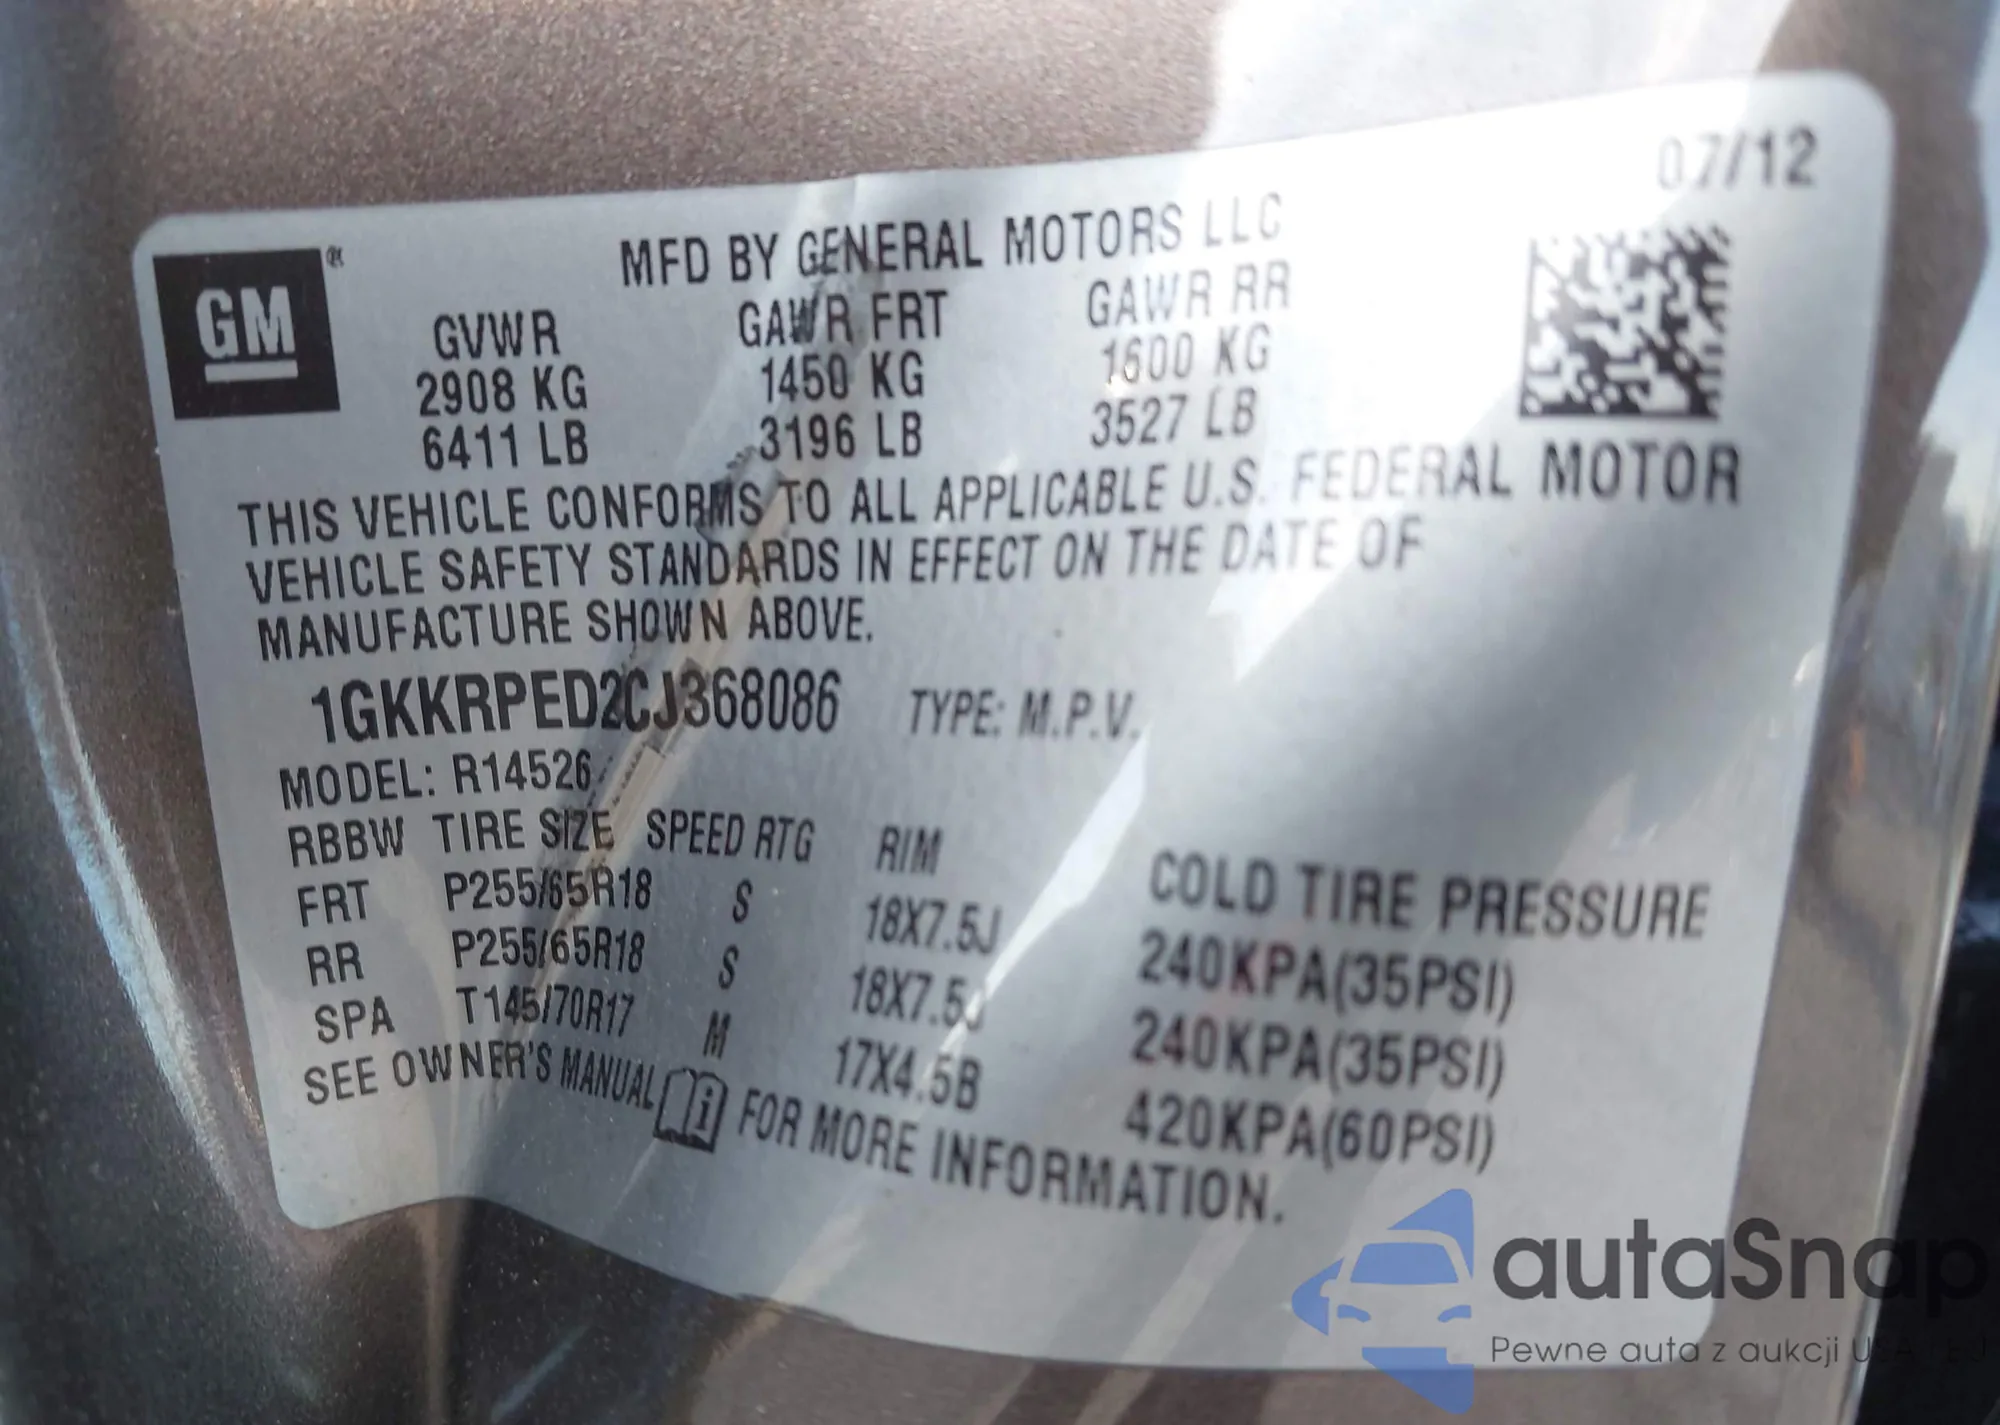 07/12
GM ®
MFD BY GENERAL MOTORS LLC
GVWR GAWR FRT GAWR RR
2908 KG 1450 KG 1600 KG
6411 LB 3196 LB 3527 LB
THIS VEHICLE CONFORMS TO ALL APPLICABLE U.S. FEDERAL MOTOR
VEHICLE SAFETY STANDARDS IN EFFECT ON THE DATE OF
MANUFACTURE SHOWN ABOVE.
1GKKRPED2CJ368086 TYPE: M.P.V.
MODEL: R14526
RBBW TIRE SIZE SPEED RTG RIM COLD TIRE PRESSURE
FRT P255/65R18 S 18X7.5J 240KPA(35PSI)
RR P255/65R18 S 18X7.5J 240KPA(35PSI)
SPA T145/70R17 M 17X4.5B 420KPA(60PSI)
SEE OWNER'S MANUAL i FOR MORE INFORMATION.
autaSnap
Pewne auta z aukcji USA i EU